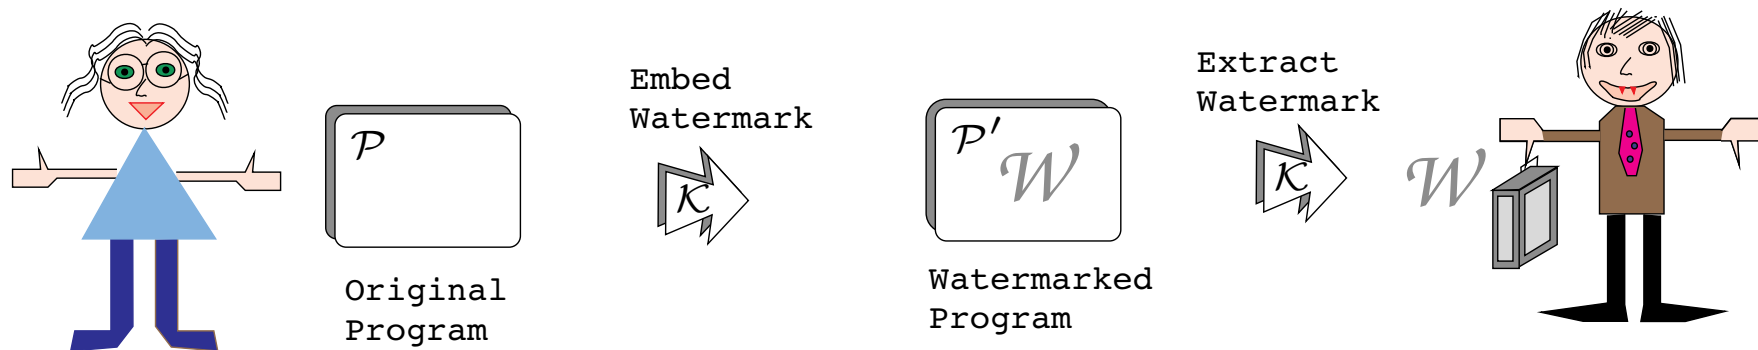 𝒫
Original
Program
Embed
Watermark
𝒦
𝒫′
𝒲
Watermarked
Program
Extract
Watermark
𝒦
𝒲